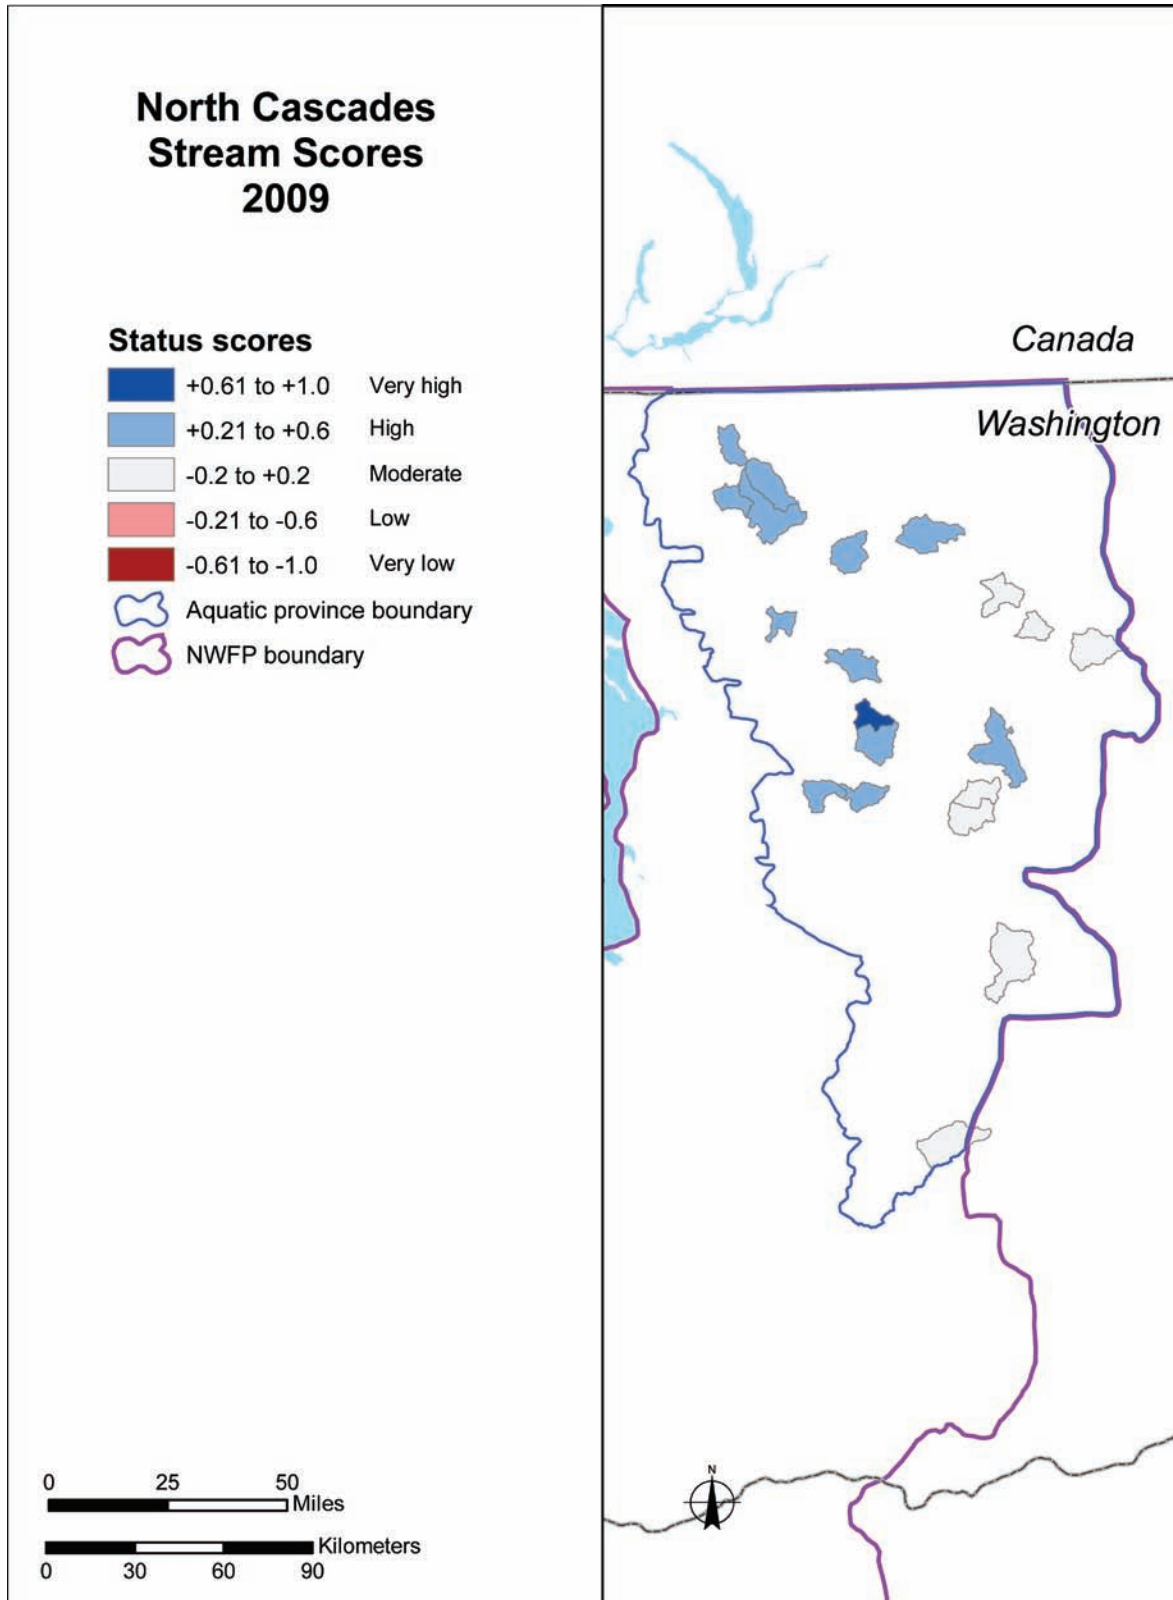 North Cascades
Stream Scores
2009
Status scores
+0.61 to +1.0 Very high
+0.21 to +0.6 High
-0.2 to +0.2 Moderate
-0.21 to -0.6 Low
-0.61 to -1.0 Very low
Aquatic province boundary
NWFP boundary
Canada
Washington
0 25 50
Miles
Kilometers
0 30 60 90
N